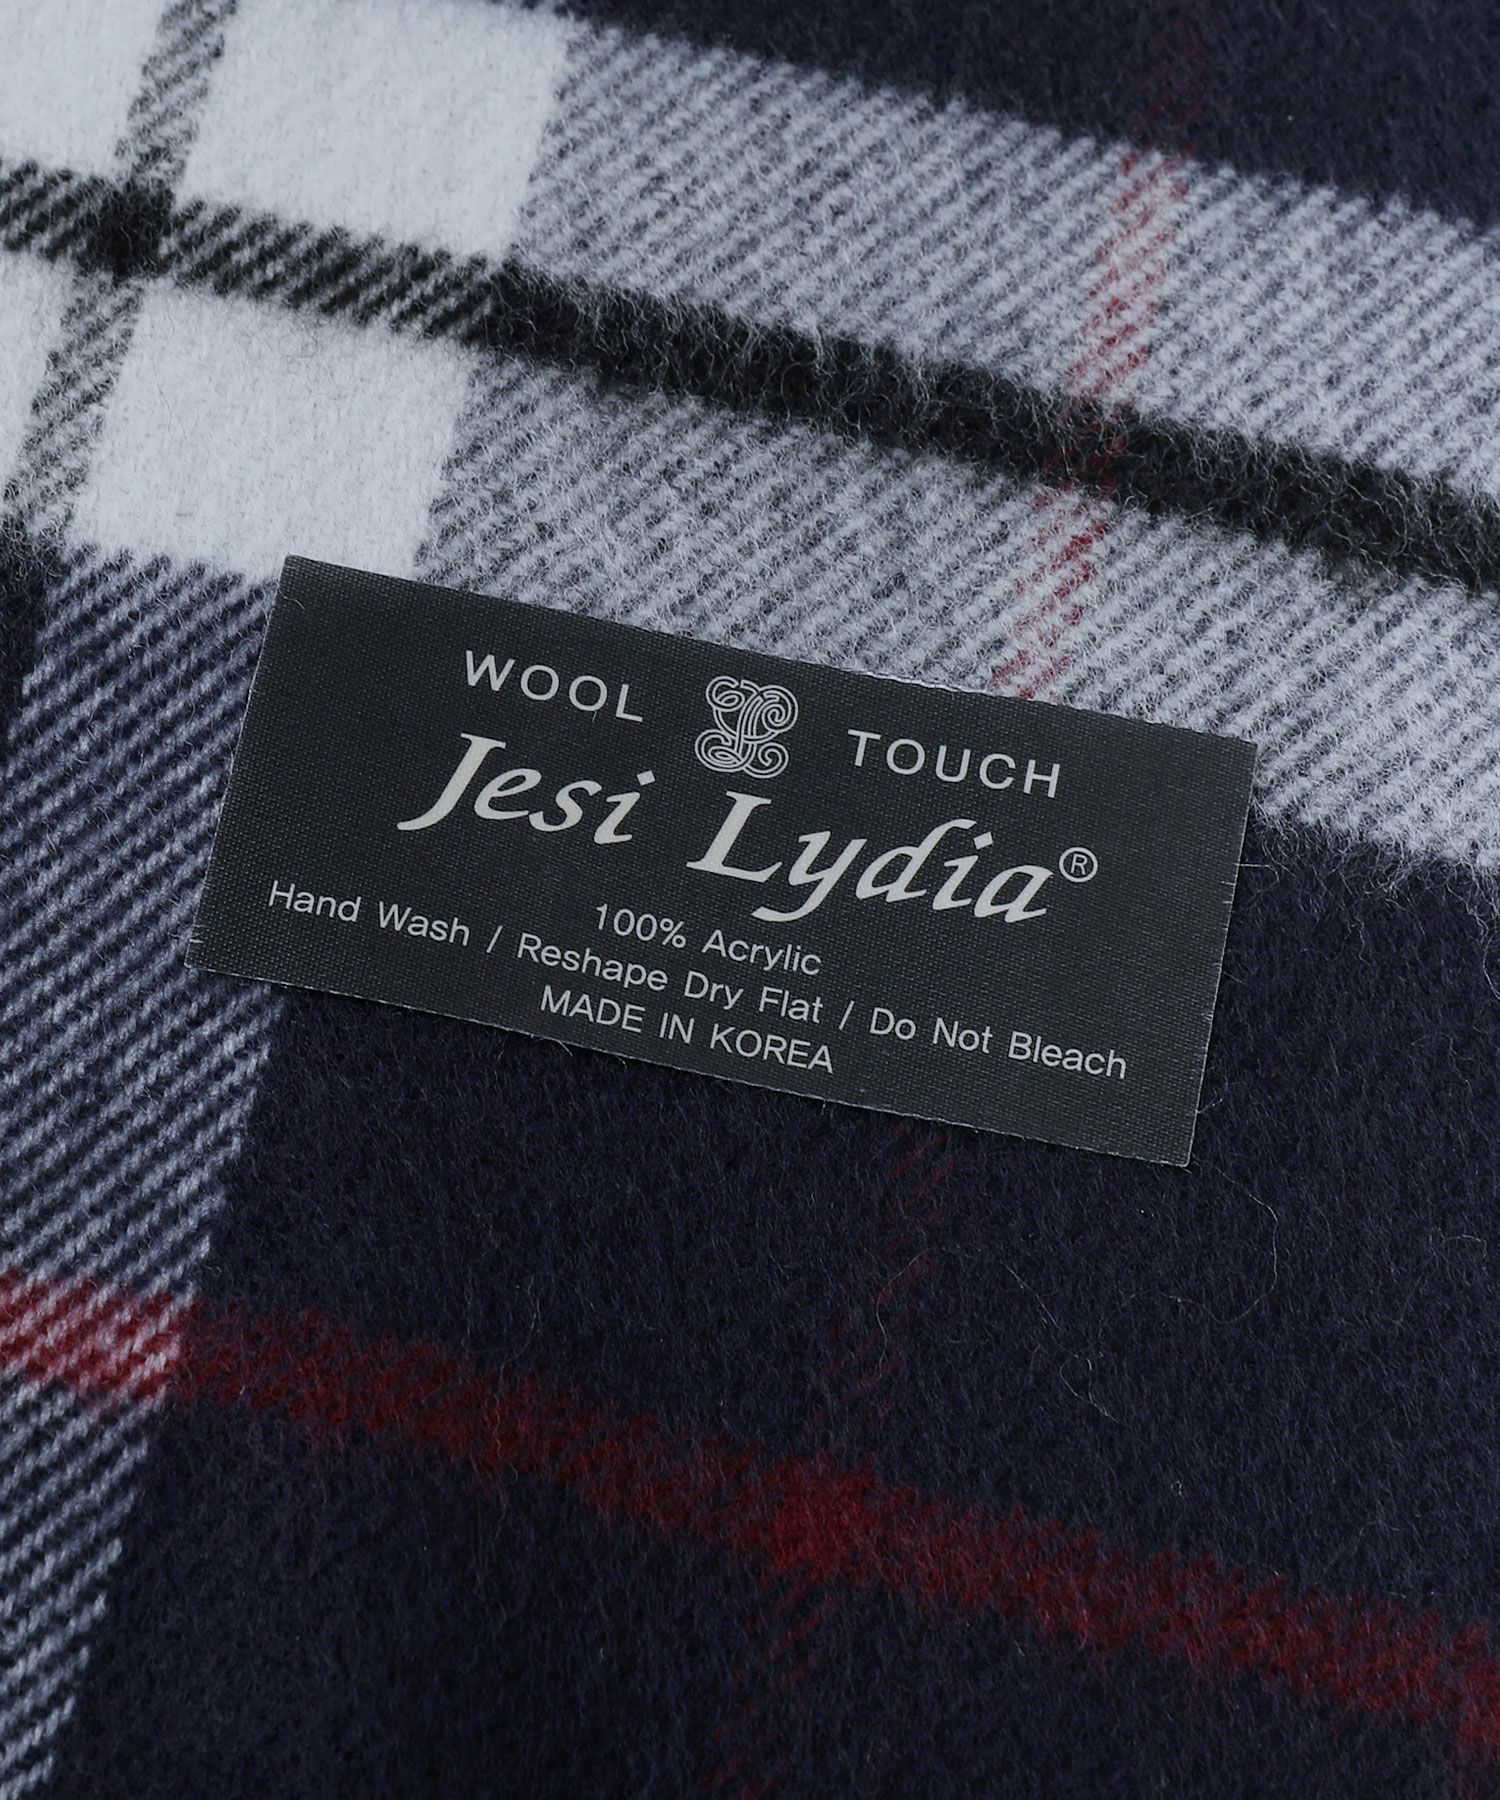 WOOL TOUCH
Jesi Lydia®
100% Acrylic
Hand Wash / Reshape Dry Flat / Do Not Bleach
MADE IN KOREA